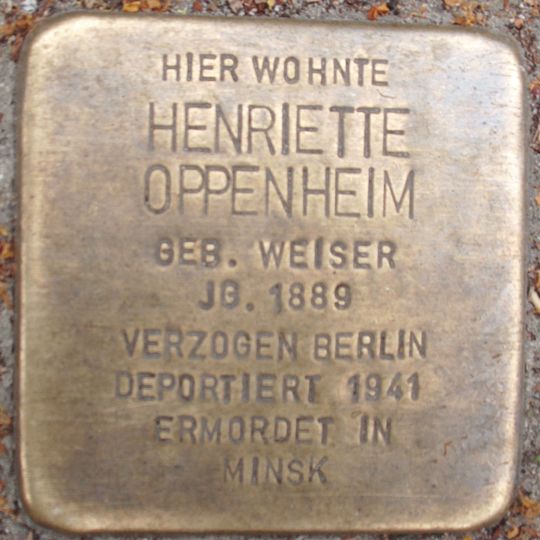 HIER WOHNTE
HENRIETTE
OPPENHEIM
GEB. WEISER
JG. 1889
VERZOGEN BERLIN
DEPORTIERT 1941
ERMORDET IN
MINSK